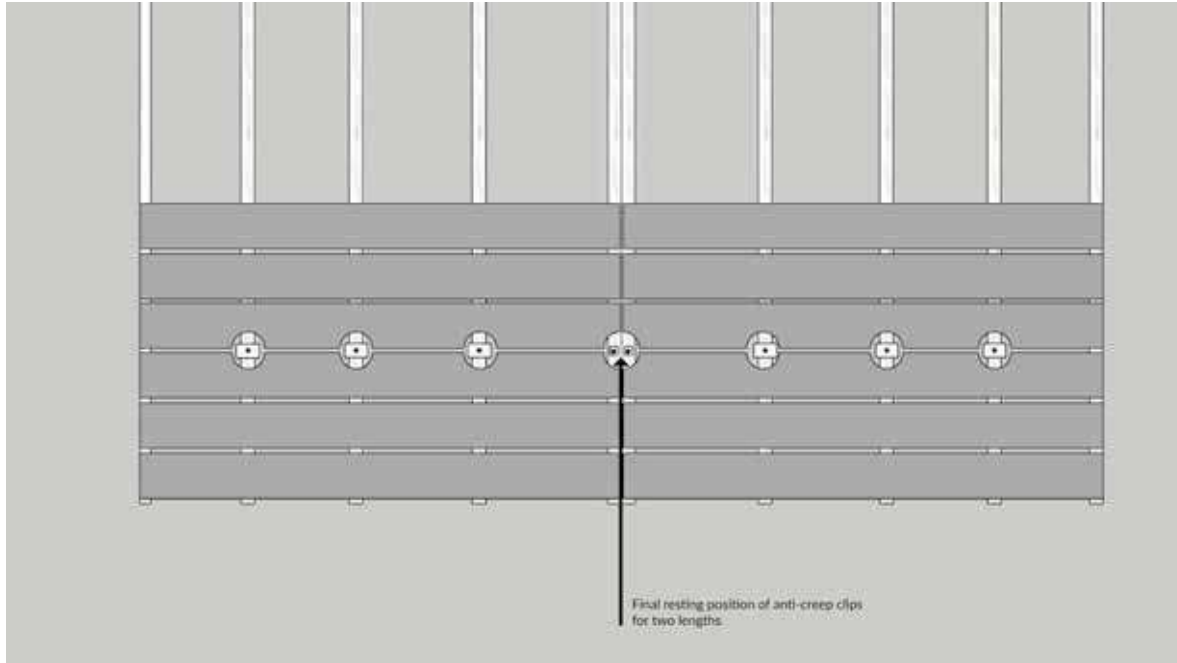 Final resting position of anti-creep clips
for two lengths